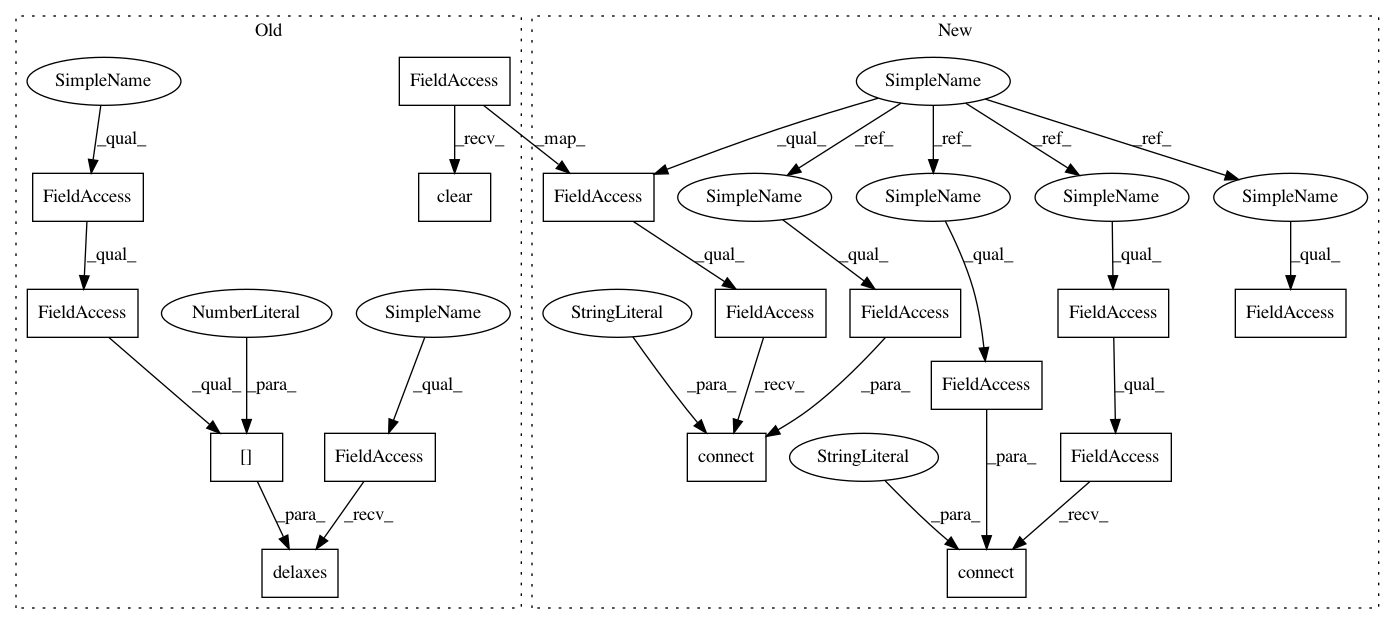 Old
New
SimpleName
FieldAccess
SimpleName
_qual_
_recv_
_map_
_qual_
_ref_
_ref_
_ref_
_ref_
FieldAccess
clear
FieldAccess
SimpleName
SimpleName
SimpleName
SimpleName
_qual_
_qual_
_qual_
_qual_
_qual_
_qual_
FieldAccess
NumberLiteral
SimpleName
StringLiteral
FieldAccess
FieldAccess
FieldAccess
FieldAccess
_qual_
_para_
_qual_
_para_
_recv_
_para_
FieldAccess
_qual_
[]
FieldAccess
connect
StringLiteral
_para_
FieldAccess
_para_
_recv_
_para_
_recv_
delaxes
connect